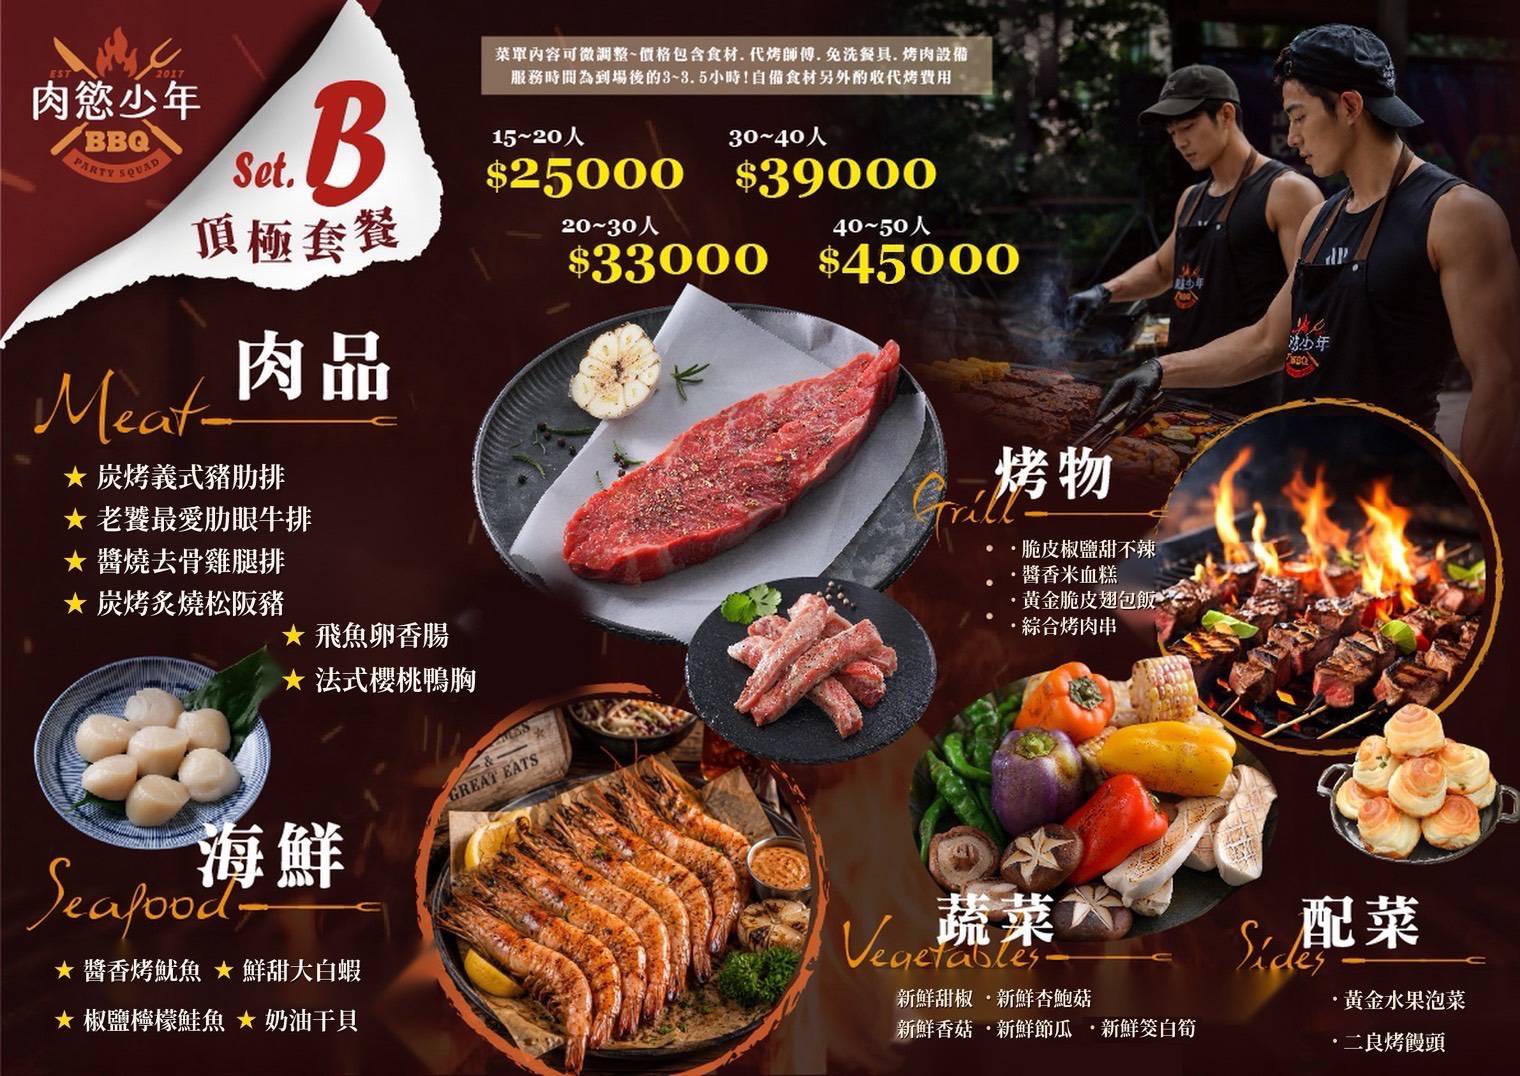 EST 2017
肉慾少年
BBQ
PARTY SQUAD
Set. B
頂極套餐
菜單內容可微調整~價格包含食材.代烤師傅.免洗餐具.烤肉設備
服務時間為到場後的3~3.5小時!自備食材另外酌收代烤費用
15~20人
$25000
30~40人
$39000
20~30人
$33000
40~50人
$45000
肉品
Meat
★ 炭烤義式豬肋排
★ 老饕最愛肋眼牛排
★ 醬燒去骨雞腿排
★ 炭烤炙燒松阪豬
★ 飛魚卵香腸
★ 法式櫻桃鴨胸
烤物
Grill
· 脆皮椒鹽甜不辣
· 醬香米血糕
· 黃金脆皮翅包飯
· 綜合烤肉串
海鮮
Seafood
★ 醬香烤魷魚 ★ 鮮甜大白蝦
★ 椒鹽檸檬鮭魚 ★ 奶油干貝
& 
GREAT EATS
蔬菜
Vegetables
新鮮甜椒 ·新鮮杏鮑菇
新鮮香菇 ·新鮮節瓜 ·新鮮筊白筍
配菜
Sides
·黃金水果泡菜
·二良烤饅頭